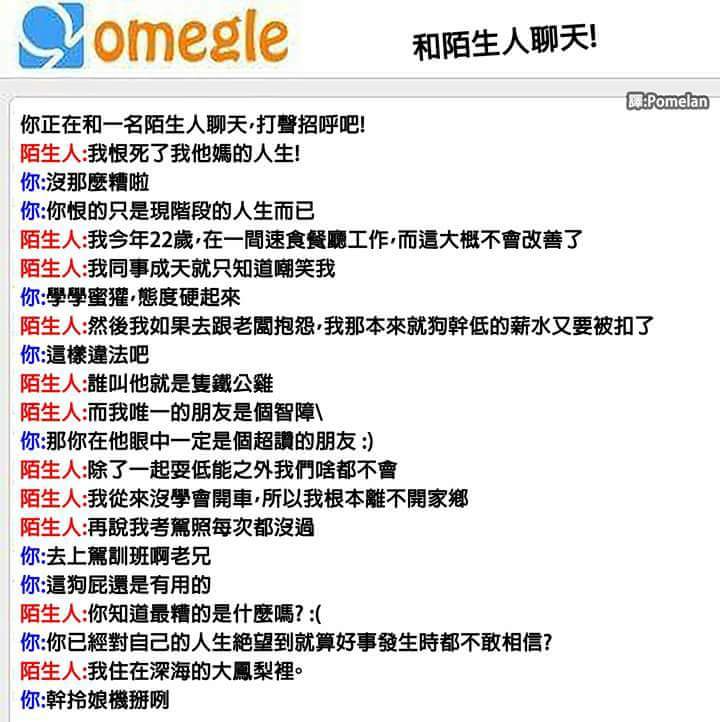 omegle
和陌生人聊天!
譯:Pomelan
你正在和一名陌生人聊天,打聲招呼吧!
陌生人:我恨死了我他媽的人生!
你:沒那麼糟啦
你:你恨的只是現階段的人生而已
陌生人:我今年22歲,在一間速食餐廳工作,而這大概不會改善了
陌生人:我同事成天就只知道嘲笑我
你:學學蜜獾,態度硬起來
陌生人:然後我如果去跟老闆抱怨,我那本來就狗幹低的薪水又要被扣了
你:這樣違法吧
陌生人:誰叫他就是隻鐵公雞
陌生人:而我唯一的朋友是個智障\
你:那你在他眼中一定是個超讚的朋友 :)
陌生人:除了一起耍低能之外我們啥都不會
陌生人:我從來沒學會開車,所以我根本離不開家鄉
陌生人:再說我考駕照每次都沒過
你:去上駕訓班啊老兄
你:這狗屁還是有用的
陌生人:你知道最糟的是什麼嗎? :(
你:你已經對自己的人生絕望到就算好事發生時都不敢相信?
陌生人:我住在深海的大鳳梨裡。
你:幹拎娘機掰咧